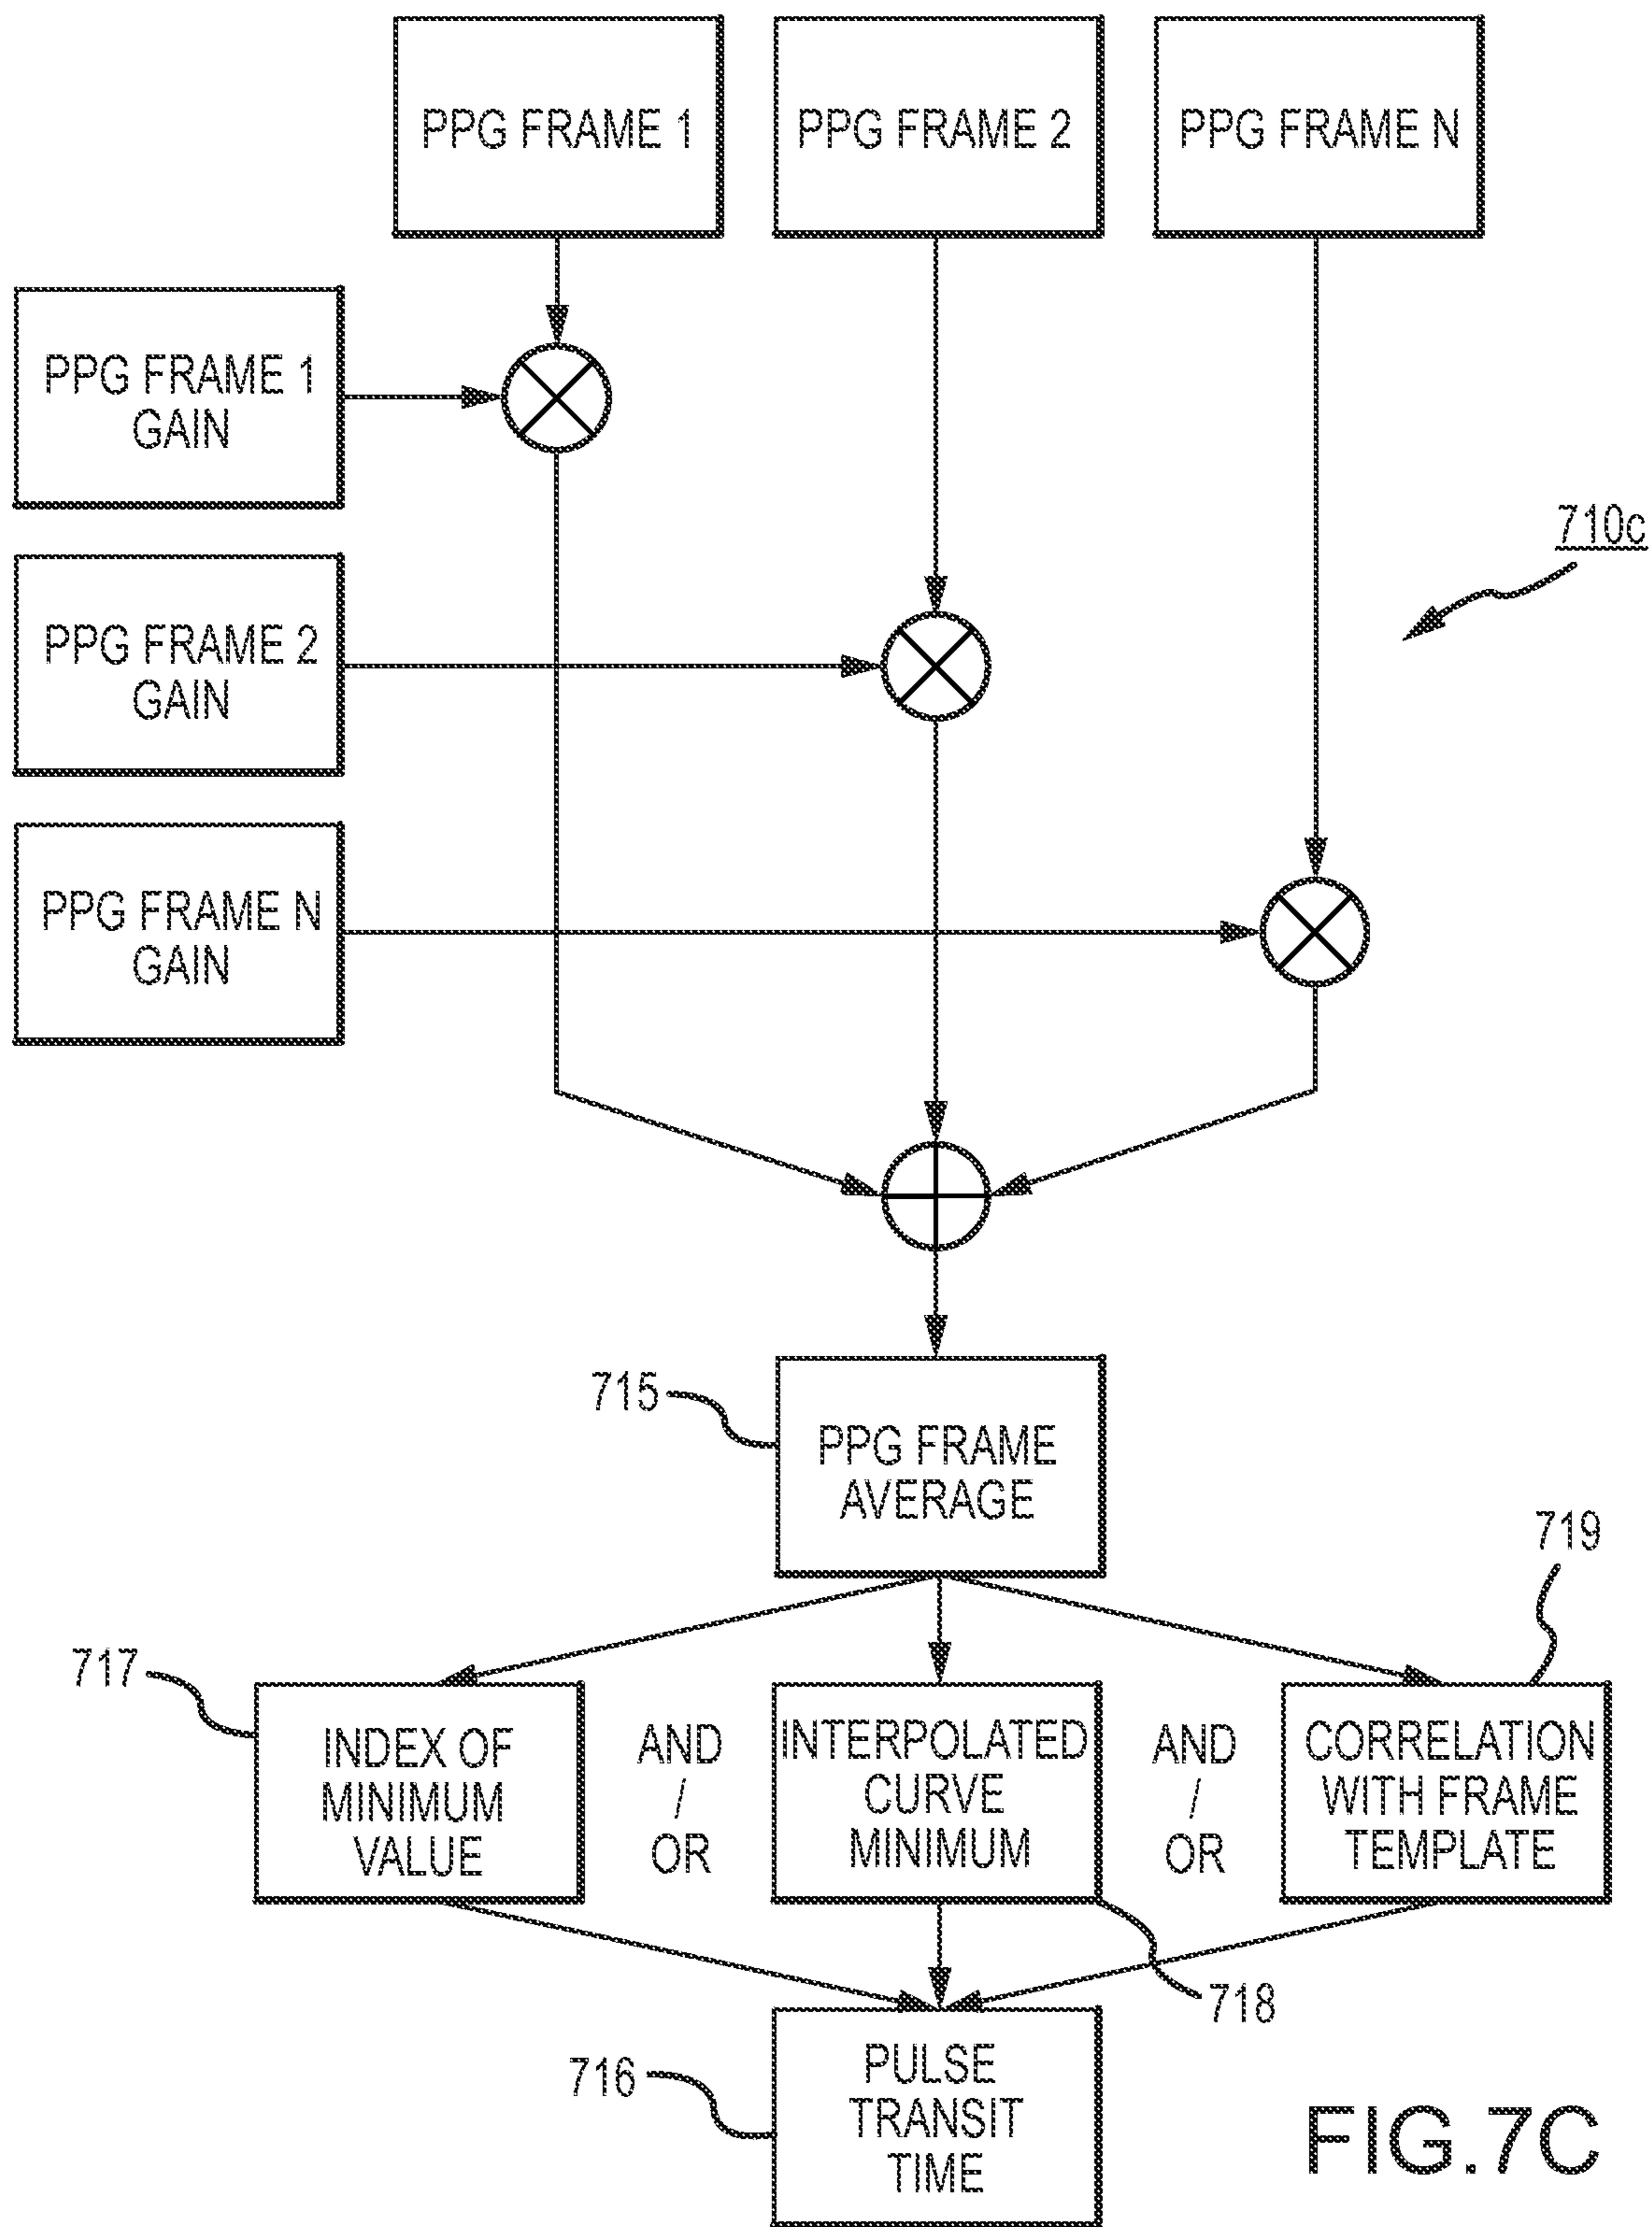 PPG FRAME 1
PPG FRAME 2
PPG FRAME N
PPG FRAME 1
GAIN
710c
PPG FRAME 2
GAIN
PPG FRAME N
GAIN
715
PPG FRAME
AVERAGE
719
717
INDEX OF
MINIMUM
VALUE
AND
/
OR
INTERPOLATED
CURVE
MINIMUM
AND
/
OR
CORRELATION
WITH FRAME
TEMPLATE
718
716
PULSE
TRANSIT
TIME
FIG.7C